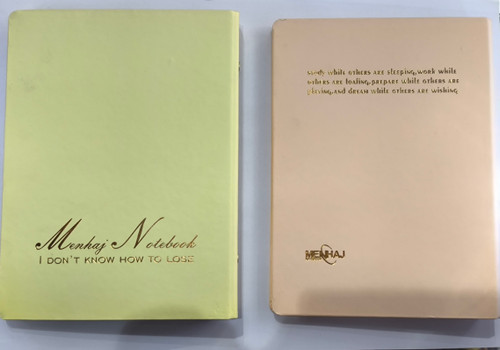 Menhaj Notebook
I DON'T KNOW HOW TO LOSE
STUDY WHILE OTHERS ARE SLEEPING,WORK WHILE
OTHERS ARE LOAFING,PREPARE WHILE OTHERS ARE
PLAYING,AND DREAM WHILE OTHERS ARE WISHING
MENHAJ